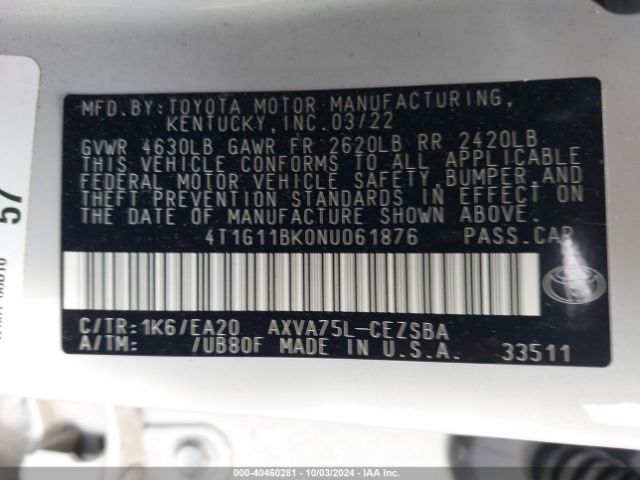 57
MFD.BY:TOYOTA MOTOR MANUFACTURING,
KENTUCKY,INC.03/22
GVWR 4630LB GAWR FR 2620LB RR 2420LB
THIS VEHICLE CONFORMS TO ALL APPLICABLE
FEDERAL MOTOR VEHICLE SAFETY,BUMPER AND
THEFT PREVENTION STANDARDS IN EFFECT ON
THE DATE OF MANUFACTURE SHOWN ABOVE.
4T1G11BK0NU061876 PASS.CAR
C/TR:1K6/EA20 AXVA75L-CEZSBA
A/TM: /UB80F MADE IN U.S.A. 33511
000-40460281 - 10/03/2024 - IAA Inc.